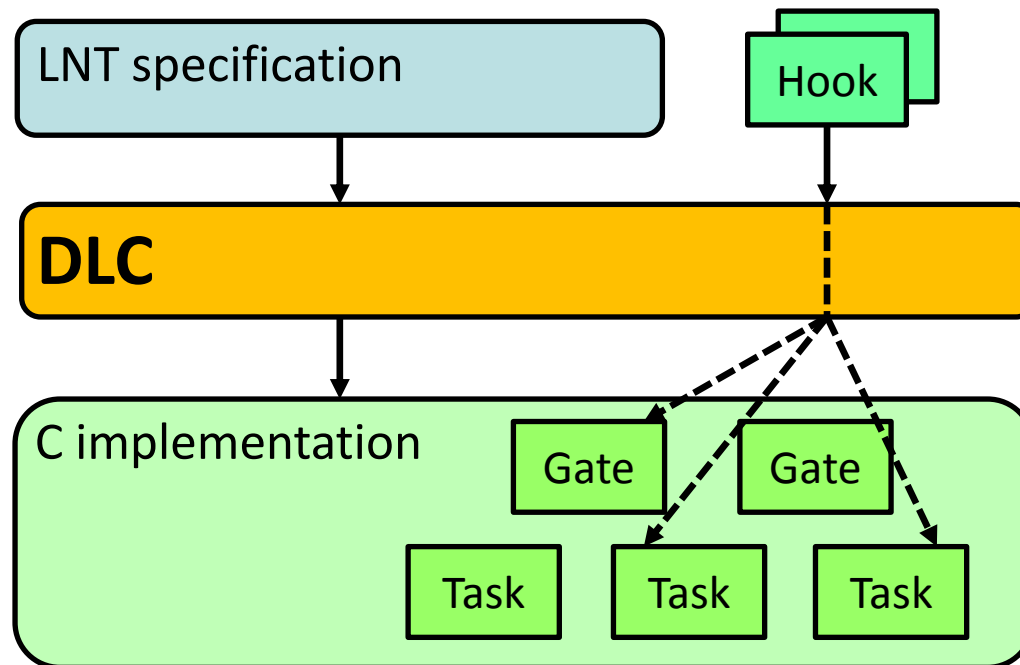 LNT specification
Hook
DLC
C implementation
Gate
Gate
Task
Task
Task